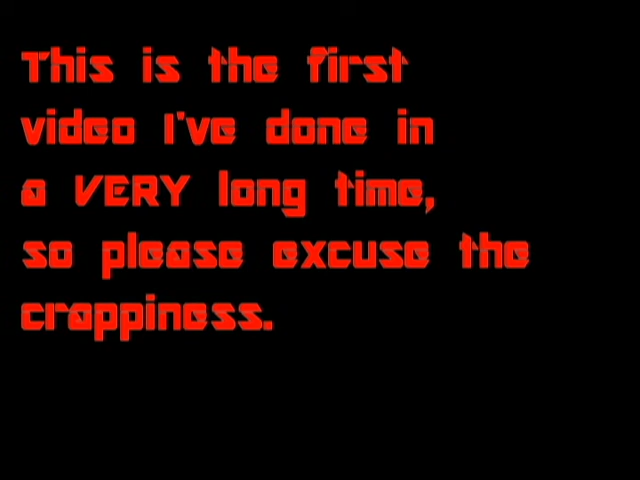 This is the first
video I've done in
a VERY long time,
so please excuse the
crappiness.